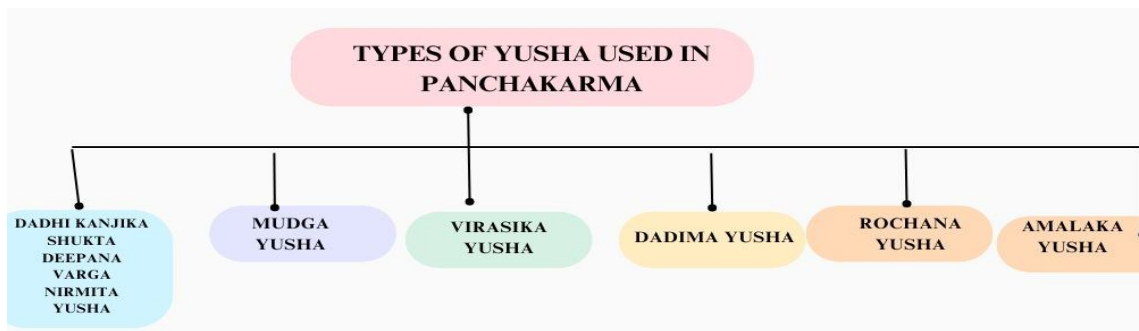 TYPES OF YUSHA USED IN
PANCHAKARMA
DADHI KANJIKA
SHUKTA
DEEPANA
VARGA
NIRMITA
YUSHA
MUDGA
YUSHA
VIRASIKA
YUSHA
DADIMA YUSHA
ROCHANA
YUSHA
AMALAKA
YUSHA